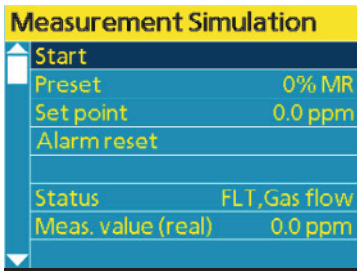 Measurement Simulation
Start
Preset 0% MR
Set point 0.0 ppm
Alarm reset
Status FLT,Gas flow
Meas. value (real) 0.0 ppm